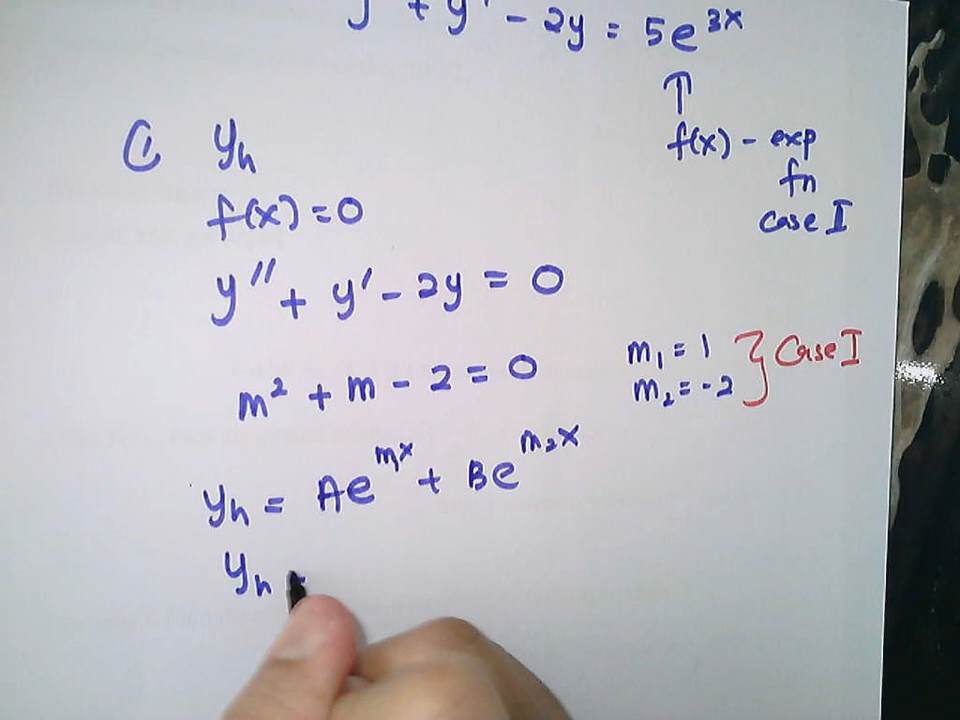 + y' - 2y = 5e^{3x}
↑
f(x) - exp
fn
case I
① y_h
f(x) = 0
y'' + y' - 2y = 0
m² + m - 2 = 0
m₁ = 1
m₂ = -2
} Case I
y_h = Ae^{m₁x} + Be^{m₂x}
y_h